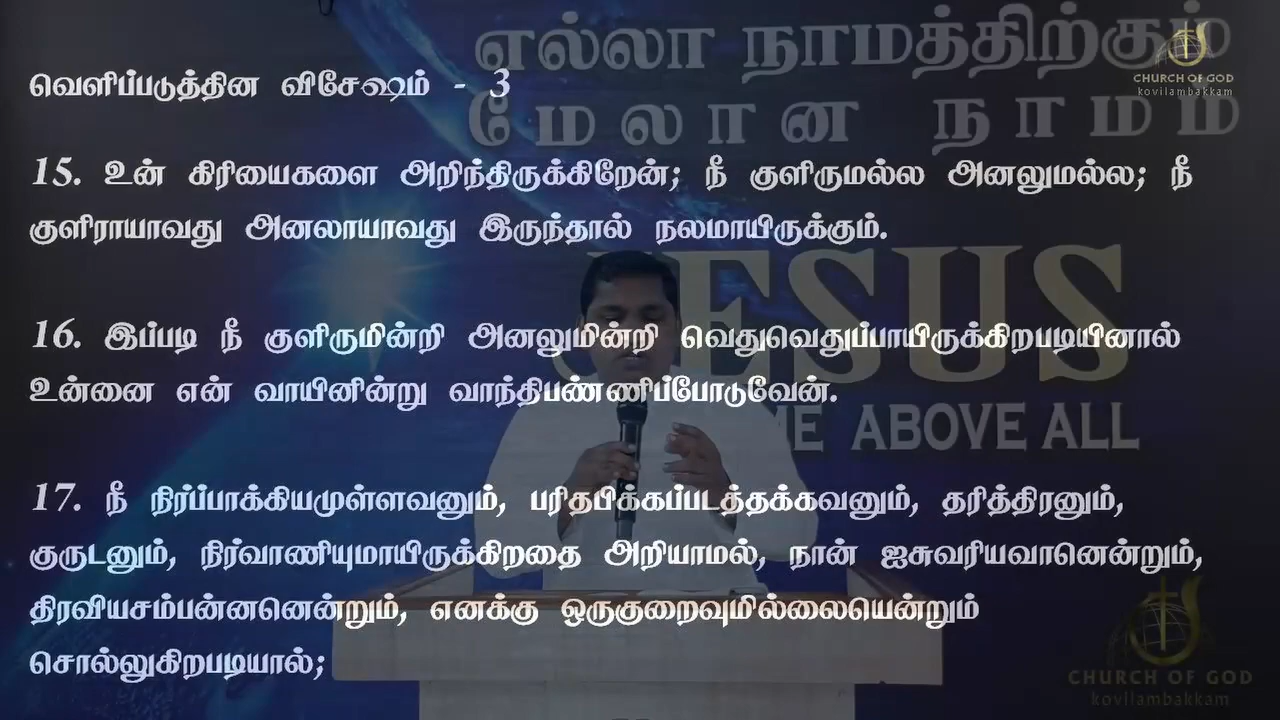 எல்லா நாமத்திற்கும்
மேலான நாமம்
CHURCH OF GOD
kovilambakkam
வெளிப்படுத்தின விசேஷம் - 3
15. உன் கிரியைகளை அறிந்திருக்கிறேன்; நீ குளிருமல்ல அனலுமல்ல; நீ
குளிராயாவது அனலாயாவது இருந்தால் நலமாயிருக்கும்.
JESUS
ABOVE ALL
16. இப்படி நீ குளிருமின்றி அனலுமின்றி வெதுவெதுப்பாயிருக்கிறபடியினால்
உன்னை என் வாயினின்று வாந்திபண்ணிப்போடுவேன்.
17. நீ நிர்ப்பாக்கியமுள்ளவனும், பரிதபிக்கப்படத்தக்கவனும், தரித்திரனும்,
குருடனும், நிர்வாணியுமாயிருக்கிறதை அறியாமல், நான் ஐசுவரியவானென்றும்,
திரவியசம்பன்னனென்றும், எனக்கு ஒருகுறைவுமில்லையென்றும்
சொல்லுகிறபடியால்;
CHURCH OF GOD
kovilambakkam